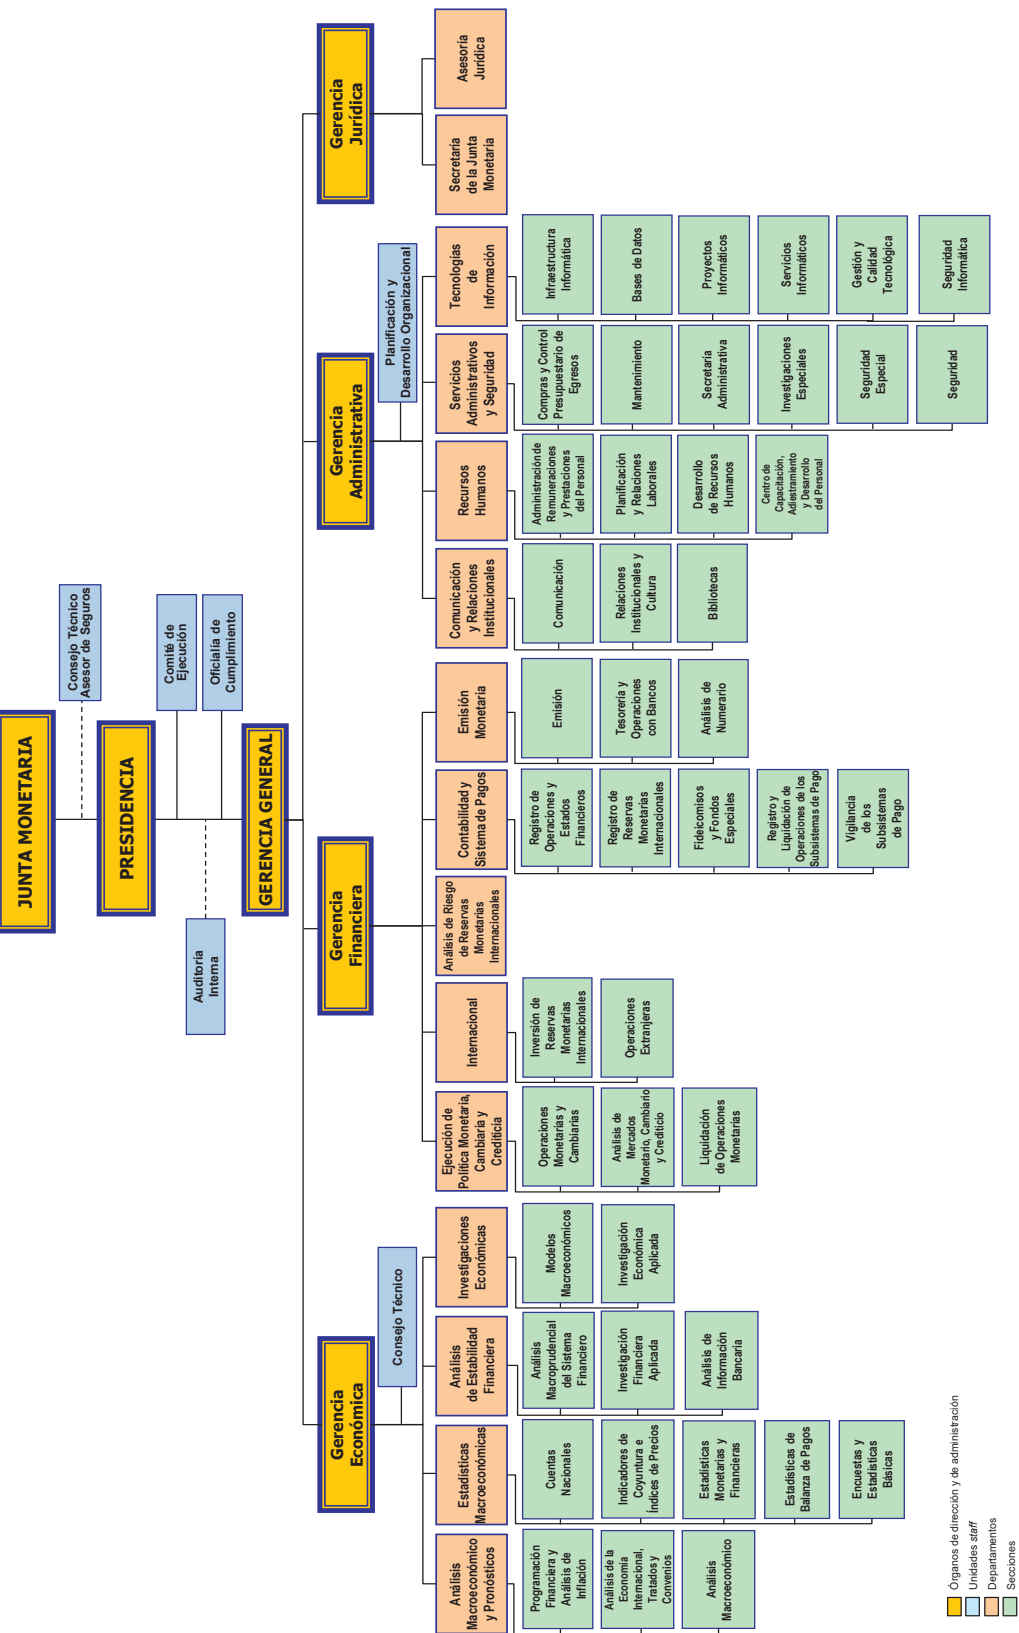 JUNTA MONETARIA
Consejo Técnico
Asesor de Seguros
PRESIDENCIA
Comité de
Ejecución
Oficialia de
Cumplimiento
Auditoría
Interna
GERENCIA GENERAL
Gerencia
Económica
Gerencia
Financiera
Gerencia
Administrativa
Gerencia
Jurídica
Consejo Técnico
Planificación y
Desarrollo Organizacional
Análisis
Macroeconómico
y Pronósticos
Estadísticas
Macroeconómicas
Análisis
de Estabilidad
Financiera
Investigaciones
Económicas
Ejecución de
Política Monetaria,
Cambiaria y
Crediticia
Internacional
Análisis de Riesgo
de Reservas
Monetarias
Internacionales
Contabilidad y
Sistema de Pagos
Emisión
Monetaria
Comunicación
y Relaciones
Institucionales
Recursos
Humanos
Servicios
Administrativos
y Seguridad
Tecnologías
de
Información
Secretaría
de la Junta
Monetaria
Asesoría
Jurídica
Programación
Financiera y
Análisis de
Inflación
Análisis de la
Economía
Internacional,
Tratados y
Convenios
Análisis
Macroeconómico
Cuentas
Nacionales
Indicadores de
Coyuntura e
Índices de Precios
Estadísticas
Monetarias y
Financieras
Estadísticas de
Balanza de Pagos
Encuestas y
Estadísticas
Básicas
Análisis
Macroprudencial
del Sistema
Financiero
Investigación
Financiera
Aplicada
Análisis de
Información
Bancaria
Modelos
Macroeconómicos
Investigación
Económica
Aplicada
Operaciones
Monetarias y
Cambiarias
Análisis de
Mercados
Monetario, Cambiario
y Crediticio
Liquidación
de Operaciones
Monetarias
Inversión de
Reservas
Monetarias
Internacionales
Operaciones
Extranjeras
Registro de
Operaciones y
Estados
Financieros
Registro de
Reservas
Monetarias
Internacionales
Fideicomisos
y Fondos
Especiales
Registro y
Liquidación de
Operaciones de los
Subsistemas de Pago
Vigilancia
de los
Subsistemas
de Pago
Emisión
Tesorería y
Operaciones
con Bancos
Análisis de
Numerario
Comunicación
Relaciones
Institucionales y
Cultura
Bibliotecas
Administración de
Remuneraciones
y Prestaciones
del Personal
Planificación
y Relaciones
Laborales
Desarrollo
de Recursos
Humanos
Centro de
Capacitación,
Adiestramiento
y Desarrollo
del Personal
Compras y Control
Presupuestario de
Egresos
Mantenimiento
Secretaría
Administrativa
Investigaciones
Especiales
Seguridad
Especial
Seguridad
Infraestructura
Informática
Bases de Datos
Proyectos
Informáticos
Servicios
Informáticos
Gestión y
Calidad
Tecnológica
Seguridad
Informática
Órganos de dirección y de administración
Unidades staff
Departamentos
Secciones